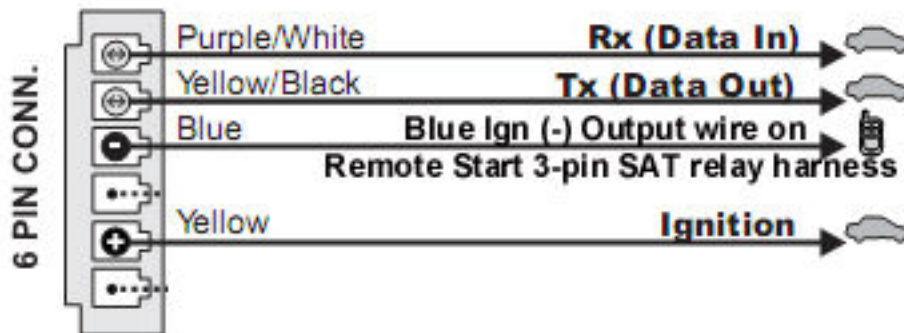 6 PIN CONN.
Purple/White Rx (Data In)
Yellow/Black Tx (Data Out)
Blue Blue Ign (-) Output wire on
Remote Start 3-pin SAT relay harness
Yellow Ignition